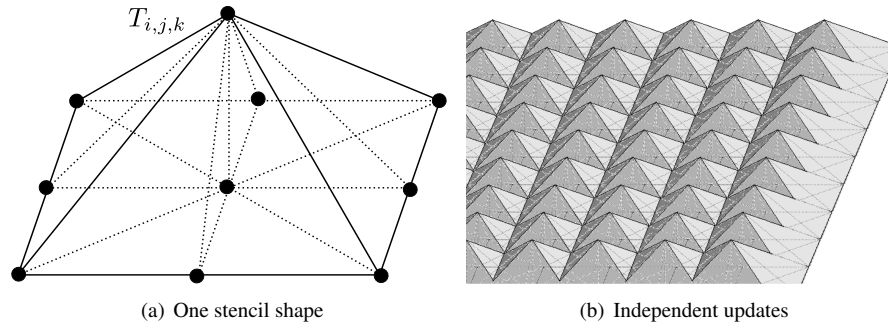 T_{i,j,k}
(a) One stencil shape
(b) Independent updates